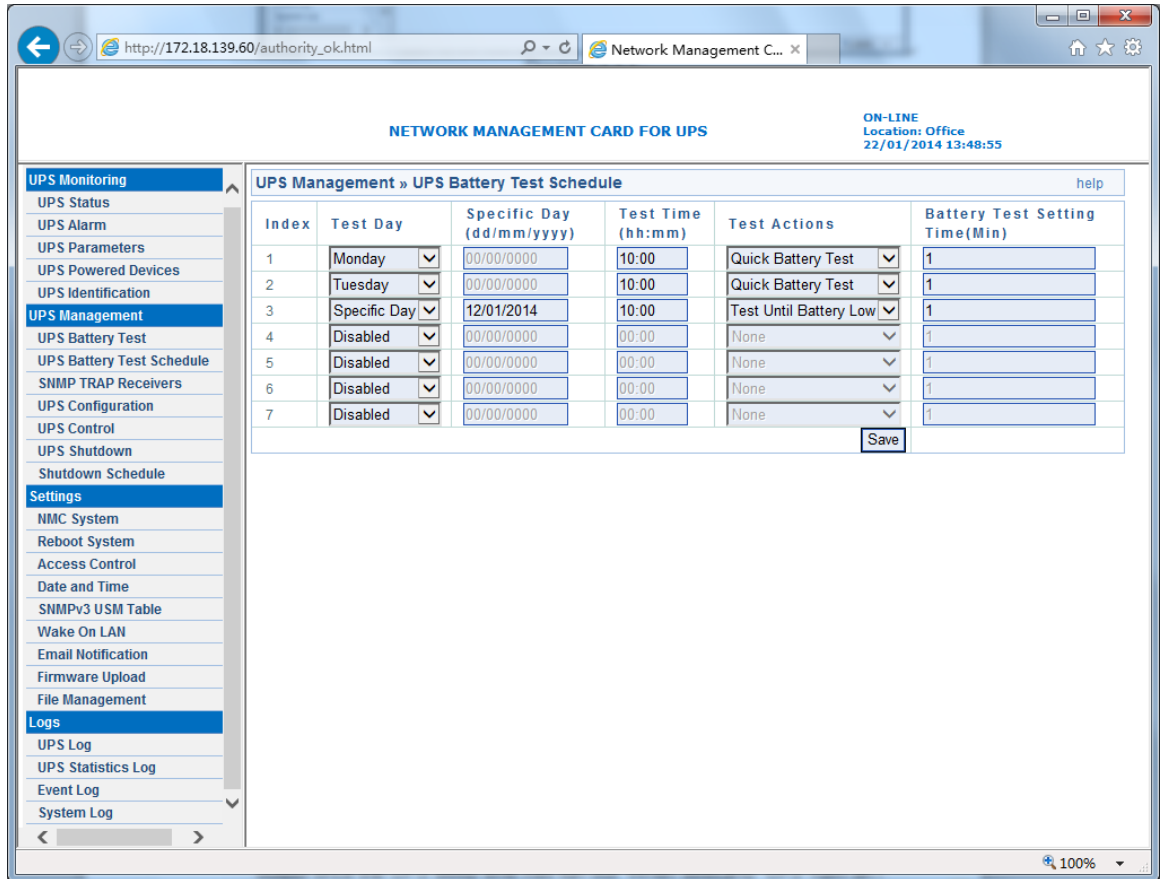 http://172.18.139.60/authority_ok.html
Network Management C...
NETWORK MANAGEMENT CARD FOR UPS
ON-LINE
Location: Office
22/01/2014 13:48:55
UPS Monitoring
UPS Status
UPS Alarm
UPS Parameters
UPS Powered Devices
UPS Identification
UPS Management
UPS Battery Test
UPS Battery Test Schedule
SNMP TRAP Receivers
UPS Configuration
UPS Control
UPS Shutdown
Shutdown Schedule
Settings
NMC System
Reboot System
Access Control
Date and Time
SNMPv3 USM Table
Wake On LAN
Email Notification
Firmware Upload
File Management
Logs
UPS Log
UPS Statistics Log
Event Log
System Log
UPS Management » UPS Battery Test Schedule help
Index Test Day Specific Day (dd/mm/yyyy) Test Time (hh:mm) Test Actions Battery Test Setting Time(Min)
1 Monday 00/00/0000 10:00 Quick Battery Test 1
2 Tuesday 00/00/0000 10:00 Quick Battery Test 1
3 Specific Day 12/01/2014 10:00 Test Until Battery Low 1
4 Disabled 00/00/0000 00:00 None 1
5 Disabled 00/00/0000 00:00 None 1
6 Disabled 00/00/0000 00:00 None 1
7 Disabled 00/00/0000 00:00 None 1
Save
100%